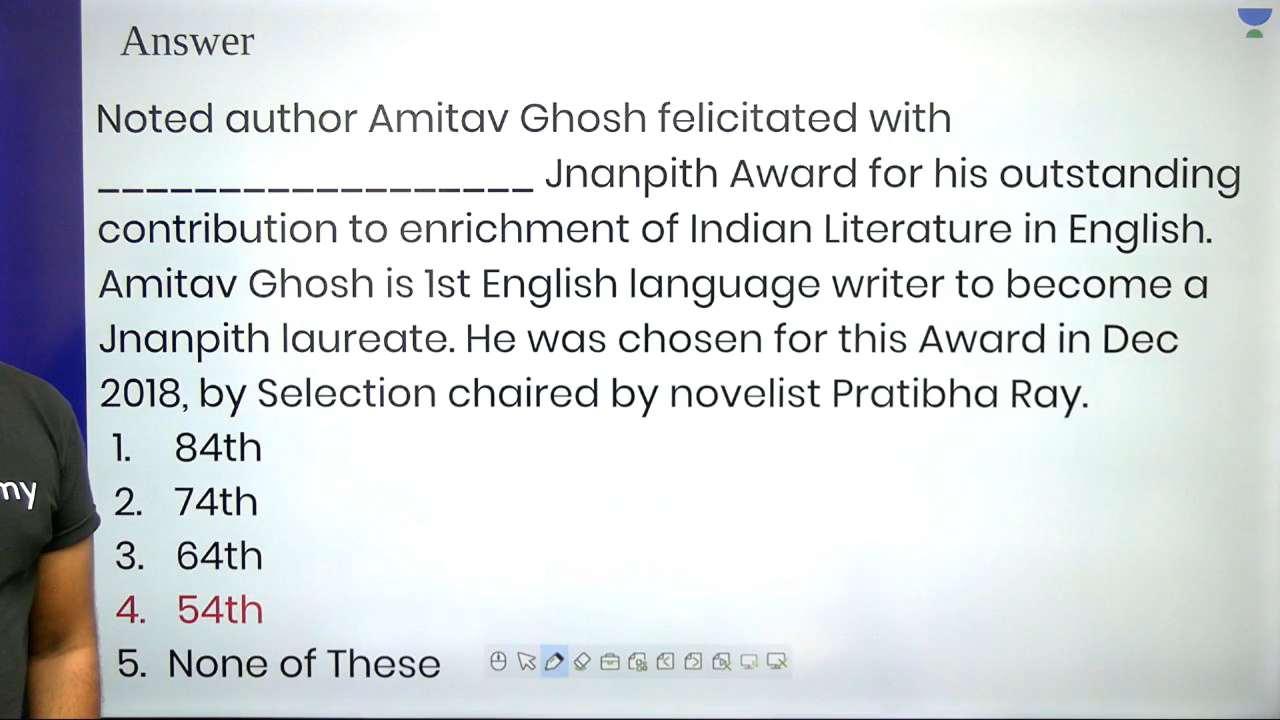 Answer
Noted author Amitav Ghosh felicitated with
__________________ Jnanpith Award for his outstanding
contribution to enrichment of Indian Literature in English.
Amitav Ghosh is 1st English language writer to become a
Jnanpith laureate. He was chosen for this Award in Dec
2018, by Selection chaired by novelist Pratibha Ray.
1. 84th
2. 74th
3. 64th
4. 54th
5. None of These
my